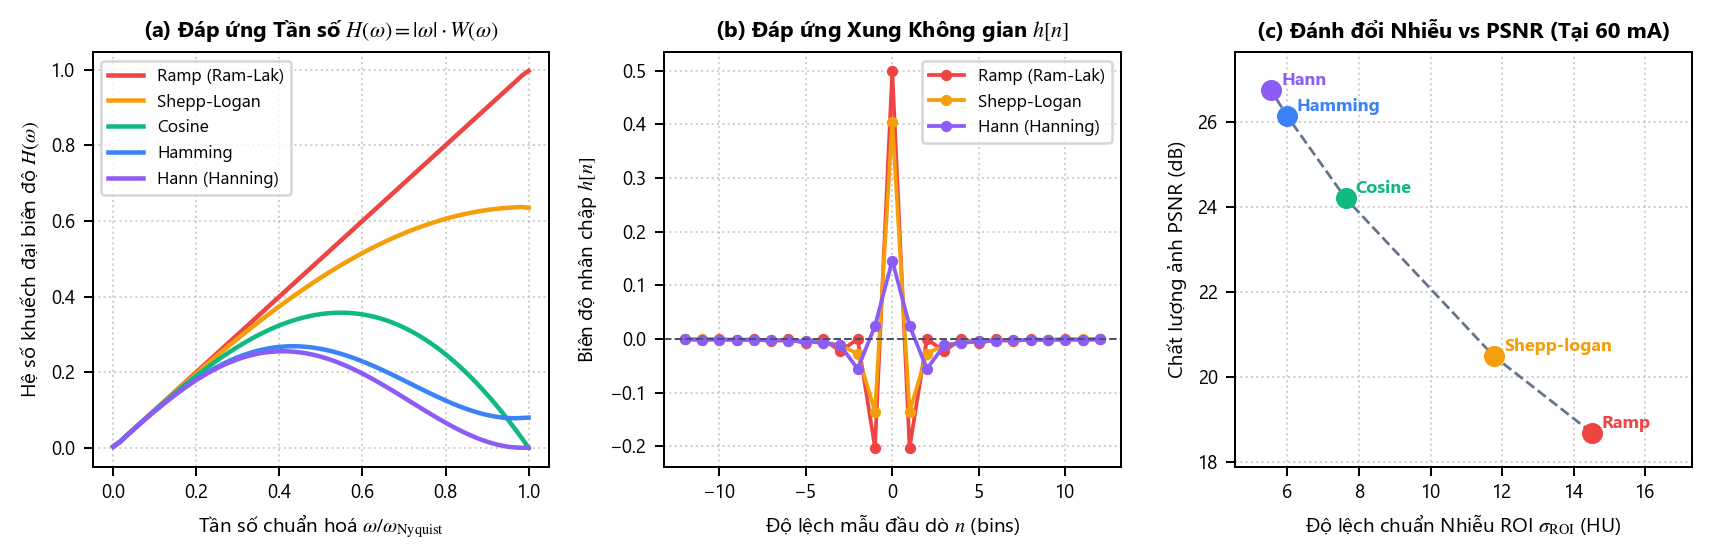 (a) Đáp ứng Tần số H(ω) = |ω| · W(ω)
Hệ số khuếch đại biên độ H(ω)
1.0
0.8
0.6
0.4
0.2
0.0
Ramp (Ram-Lak)
Shepp-Logan
Cosine
Hamming
Hann (Hanning)
0.0 0.2 0.4 0.6 0.8 1.0
Tần số chuẩn hoá ω/ωNyquist
(b) Đáp ứng Xung Không gian h[n]
Biên độ nhân chập h[n]
0.5
0.4
0.3
0.2
0.1
0.0
−0.1
−0.2
Ramp (Ram-Lak)
Shepp-Logan
Hann (Hanning)
−10 −5 0 5 10
Độ lệch mẫu đầu dò n (bins)
(c) Đánh đổi Nhiễu vs PSNR (Tại 60 mA)
Chất lượng ảnh PSNR (dB)
26
24
22
20
18
Hann
Hamming
Cosine
Shepp-logan
Ramp
6 8 10 12 14 16
Độ lệch chuẩn Nhiễu ROI σROI (HU)